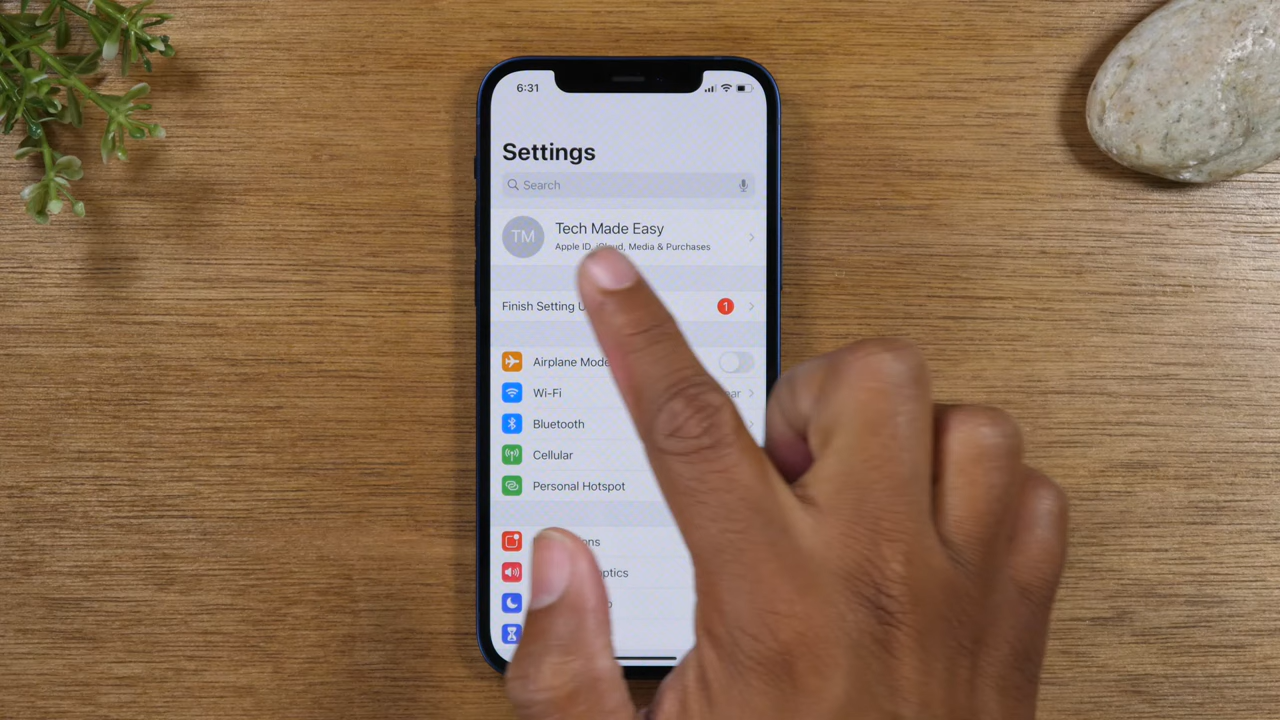 6:31
Settings
Search
TM
Tech Made Easy
Apple ID, iCloud, Media & Purchases
Finish Setting
1
Airplane Mode
Wi-Fi
Bluetooth
Cellular
Personal Hotspot